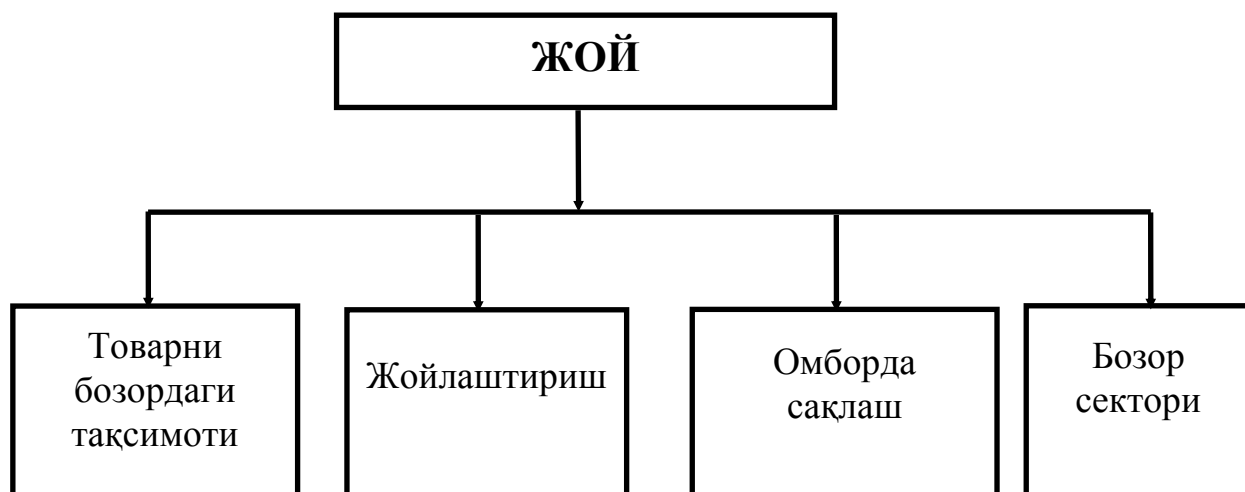 ЖОЙ
Товарни
бозордаги
тақсимоти
Жойлаштириш
Омборда
сақлаш
Бозор
сектори